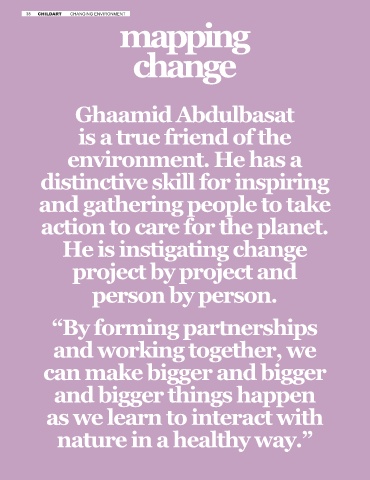 38 CHILDART CHANGING ENVIRONMENT
mapping
change
Ghaamid Abdulbasat
is a true friend of the
environment. He has a
distinctive skill for inspiring
and gathering people to take
action to care for the planet.
He is instigating change
project by project and
person by person.
“By forming partnerships
and working together, we
can make bigger and bigger
and bigger things happen
as we learn to interact with
nature in a healthy way.”